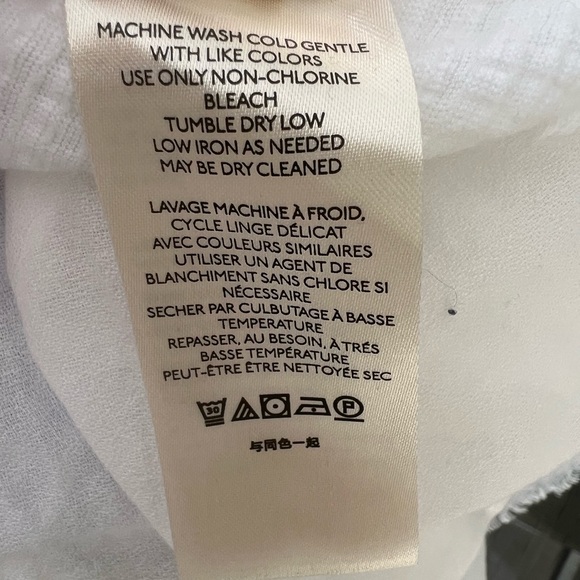 MACHINE WASH COLD GENTLE
WITH LIKE COLORS
USE ONLY NON-CHLORINE
BLEACH
TUMBLE DRY LOW
LOW IRON AS NEEDED
MAY BE DRY CLEANED
LAVAGE MACHINE À FROID,
CYCLE LINGE DÉLICAT
AVEC COULEURS SIMILAIRES
UTILISER UN AGENT DE
BLANCHIMENT SANS CHLORE SI
NÉCESSAIRE
SECHER PAR CULBUTAGE À BASSE
TEMPERATURE
REPASSER, AU BESOIN, À TRÉS
BASSE TEMPÉRATURE
PEUT-ÊTRE ÊTRE NETTOYÉE SEC
30 P
与同色一起